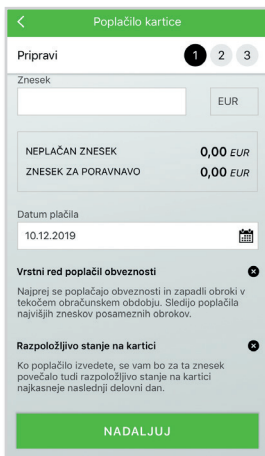 Poplačilo kartice
Pripravi 1 2 3
Znesek
EUR
NEPLAČAN ZNESEK 0,00 EUR
ZNESEK ZA PORAVNAVO 0,00 EUR
Datum plačila
10.12.2019
Vrstni red poplačil obveznosti
Najprej se poplačajo obveznosti in zapadli obroki v
tekočem obračunskem obdobju. Sledijo poplačila
najvišjih zneskov posameznih obrokov.
Razpoložljivo stanje na kartici
Ko poplačilo izvedete, se vam bo za ta znesek
povečalo tudi razpoložljivo stanje na kartici
najkasneje naslednji delovni dan.
NADALJUJ